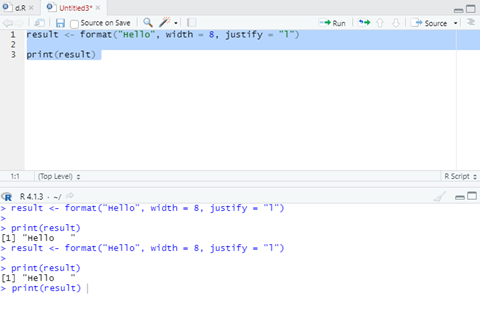 d.R Untitled3*
Source on Save Run Source
1 result <- format("Hello", width = 8, justify = "l")
2
3 print(result)
1:1 (Top Level) R Script
R 4.1.3 · ~/
> result <- format("Hello", width = 8, justify = "l")
>
> print(result)
[1] "Hello   "
> result <- format("Hello", width = 8, justify = "l")
>
> print(result)
[1] "Hello   "
> print(result)